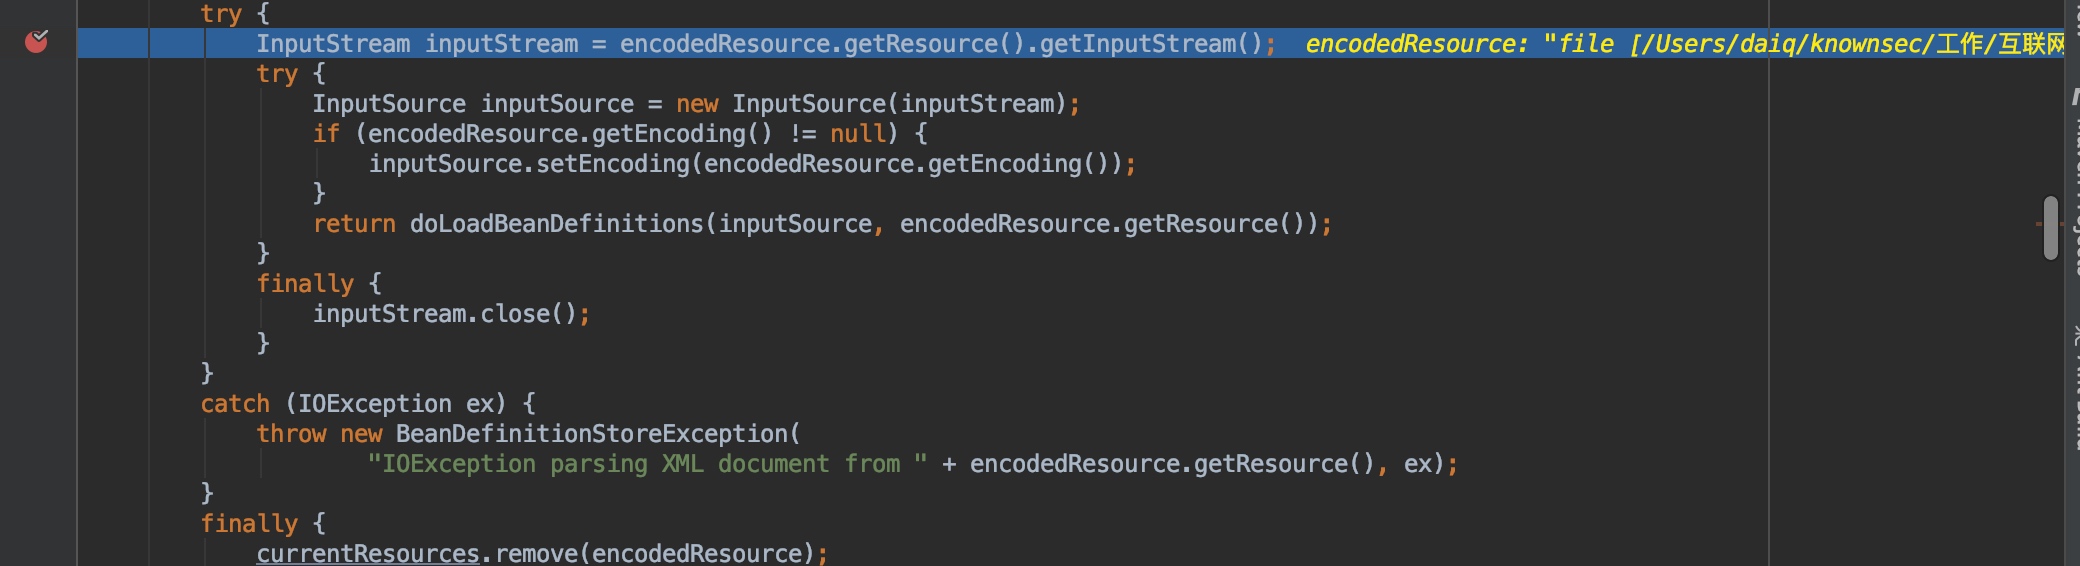 try {
InputStream inputStream = encodedResource.getResource().getInputStream(); encodedResource: "file [/Users/daiq/knownsec/工作/互联网
try {
InputSource inputSource = new InputSource(inputStream);
if (encodedResource.getEncoding() != null) {
inputSource.setEncoding(encodedResource.getEncoding());
}
return doLoadBeanDefinitions(inputSource, encodedResource.getResource());
}
finally {
inputStream.close();
}
}
catch (IOException ex) {
throw new BeanDefinitionStoreException(
"IOException parsing XML document from " + encodedResource.getResource(), ex);
}
finally {
currentResources.remove(encodedResource);